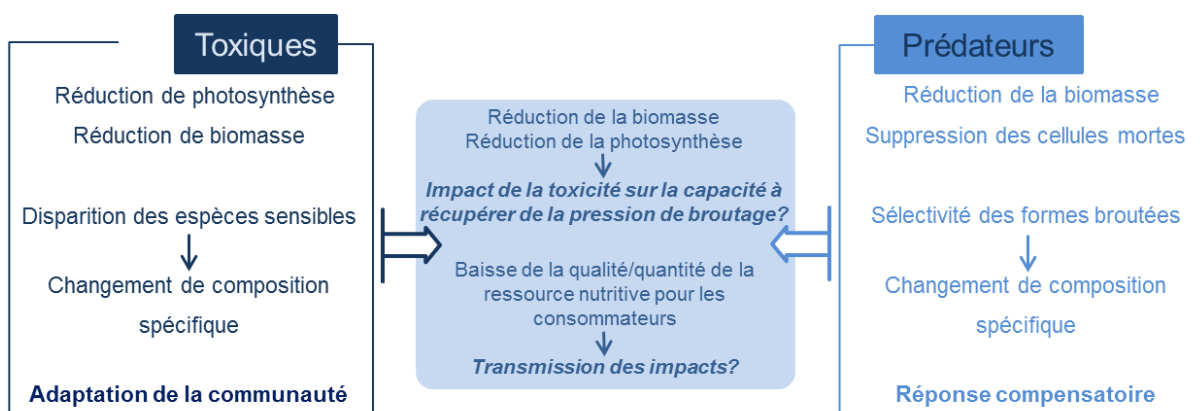 Toxiques
Réduction de photosynthèse
Réduction de biomasse
Disparition des espèces sensibles
Changement de composition
spécifique
Adaptation de la communauté
Réduction de la biomasse
Réduction de la photosynthèse
Impact de la toxicité sur la capacité à
récupérer de la pression de broutage?
Baisse de la qualité/quantité de la
ressource nutritive pour les
consommateurs
Transmission des impacts?
Prédateurs
Réduction de la biomasse
Suppression des cellules mortes
Sélectivité des formes broutées
Changement de composition
spécifique
Réponse compensatoire